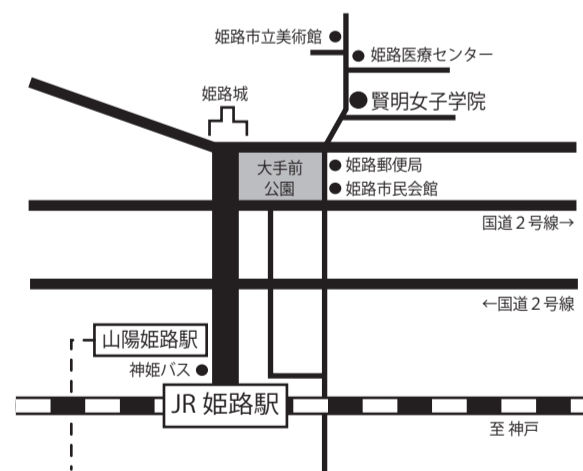 姫路市立美術館
姫路医療センター
姫路城
賢明女子学院
大手前
公園
姫路郵便局
姫路市民会館
国道2号線→
←国道2号線
山陽姫路駅
神姫バス
JR 姫路駅
至 神戸